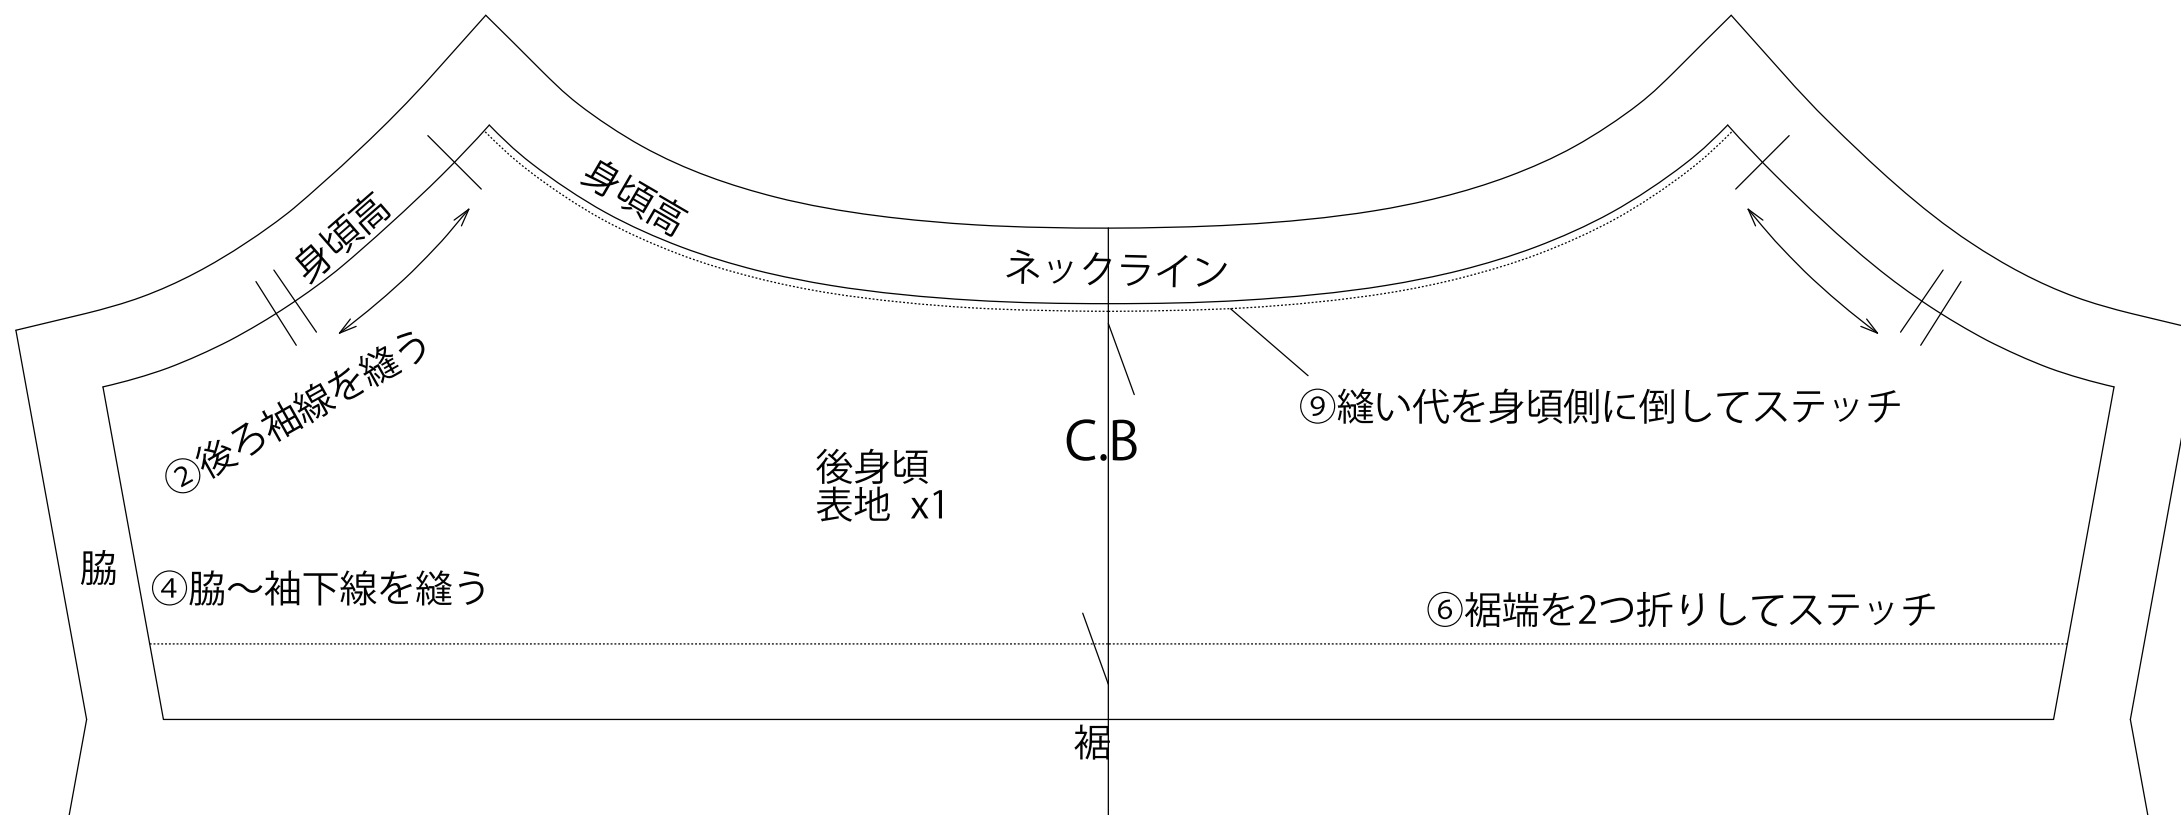 身頃高
身頃高
ネックライン
②後ろ袖線を縫う
⑨縫い代を身頃側に倒してステッチ
C.B
後身頃
表地 x1
脇
④脇〜袖下線を縫う
⑥裾端を2つ折りしてステッチ
裾